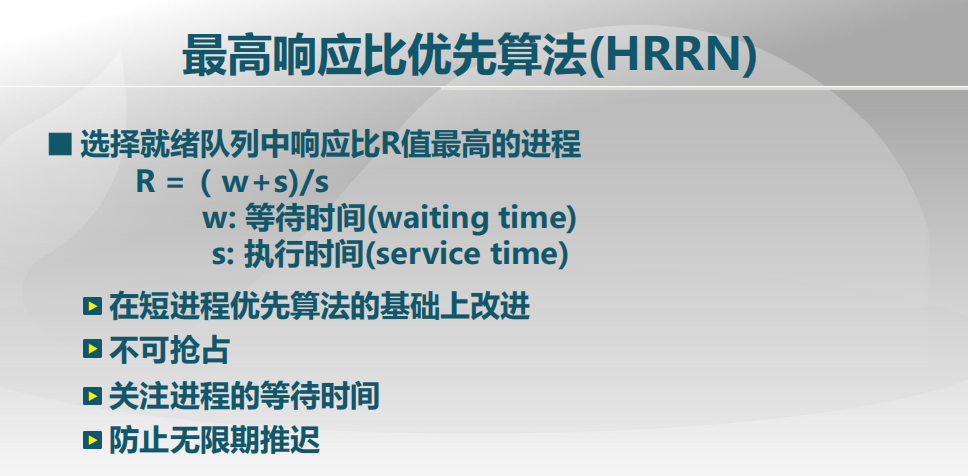 最高响应比优先算法(HRRN)
选择就绪队列中响应比R值最高的进程
R = ( w+s)/s
w: 等待时间(waiting time)
s: 执行时间(service time)
在短进程优先算法的基础上改进
不可抢占
关注进程的等待时间
防止无限期推迟